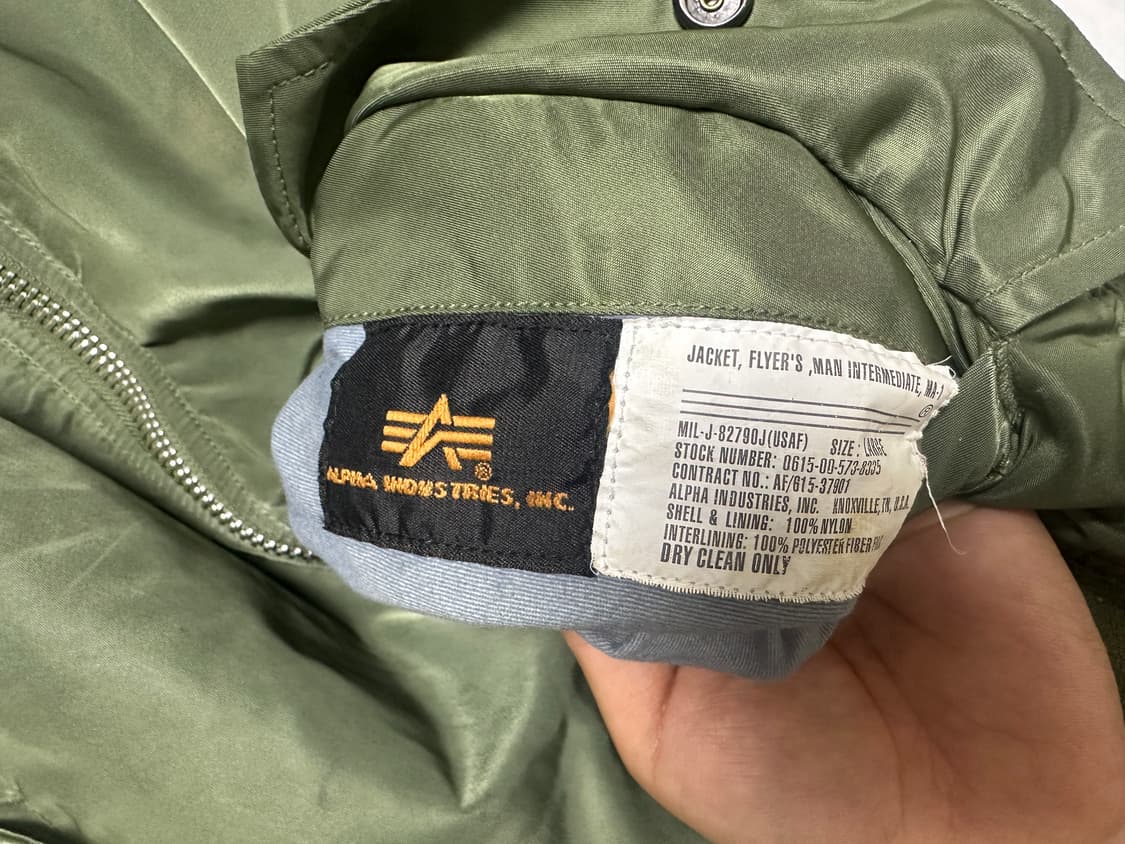 ALPHA INDUSTRIES, INC.
®
JACKET, FLYER'S ,MAN INTERMEDIATE, MA-1
®
MIL-J-82790J(USAF) SIZE: LARGE
STOCK NUMBER: 0615-00-573-8335
CONTRACT NO.: AF/615-37901
ALPHA INDUSTRIES, INC. KNOXVILLE,TN, U.S.A.
SHELL & LINING: 100% NYLON
INTERLINING: 100% POLYESTER FIBER
DRY CLEAN ONLY